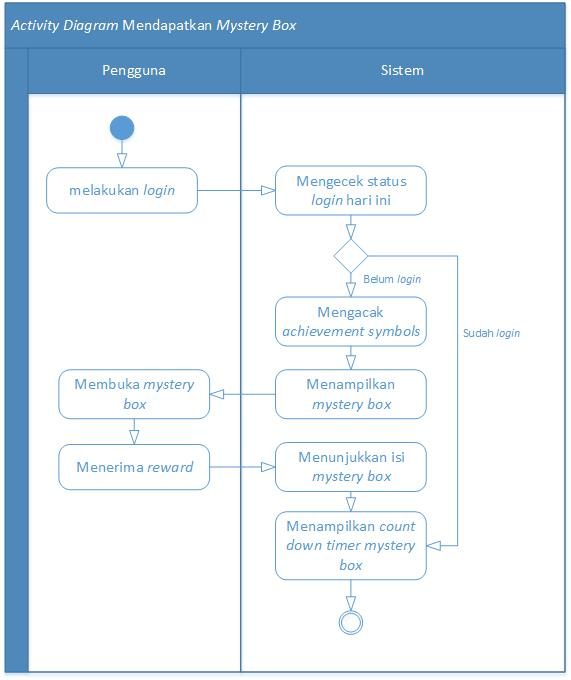 Activity Diagram Mendapatkan Mystery Box
Pengguna
Sistem
melakukan login
Mengecek status
login hari ini
Belum login
Sudah login
Mengacak
achievement symbols
Menampilkan
mystery box
Membuka mystery
box
Menerima reward
Menunjukkan isi
mystery box
Menampilkan count
down timer mystery
box